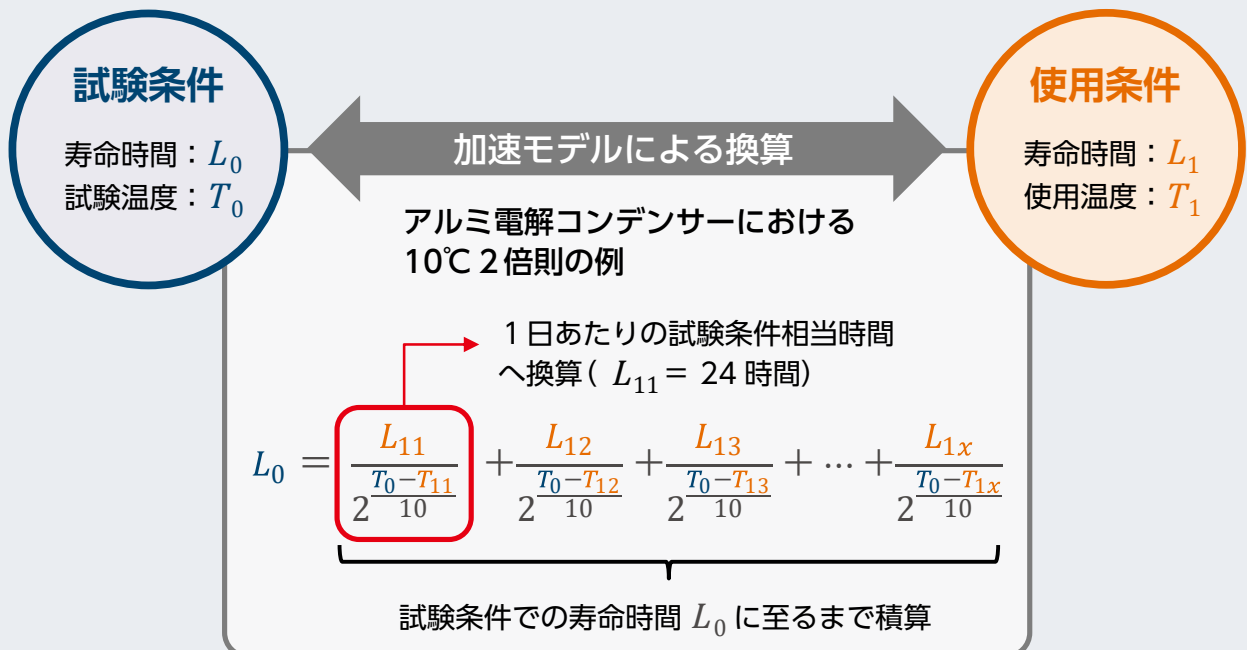 試験条件
寿命時間：L₀
試験温度：T₀
加速モデルによる換算
使用条件
寿命時間：L₁
使用温度：T₁
アルミ電解コンデンサーにおける
10℃ 2倍則の例
1日あたりの試験条件相当時間
へ換算( L₁₁ = 24 時間)
L₀ = L₁₁ / 2^((T₀−T₁₁)/10) + L₁₂ / 2^((T₀−T₁₂)/10) + L₁₃ / 2^((T₀−T₁₃)/10) + … + L₁ₓ / 2^((T₀−T₁ₓ)/10)
試験条件での寿命時間 L₀ に至るまで積算